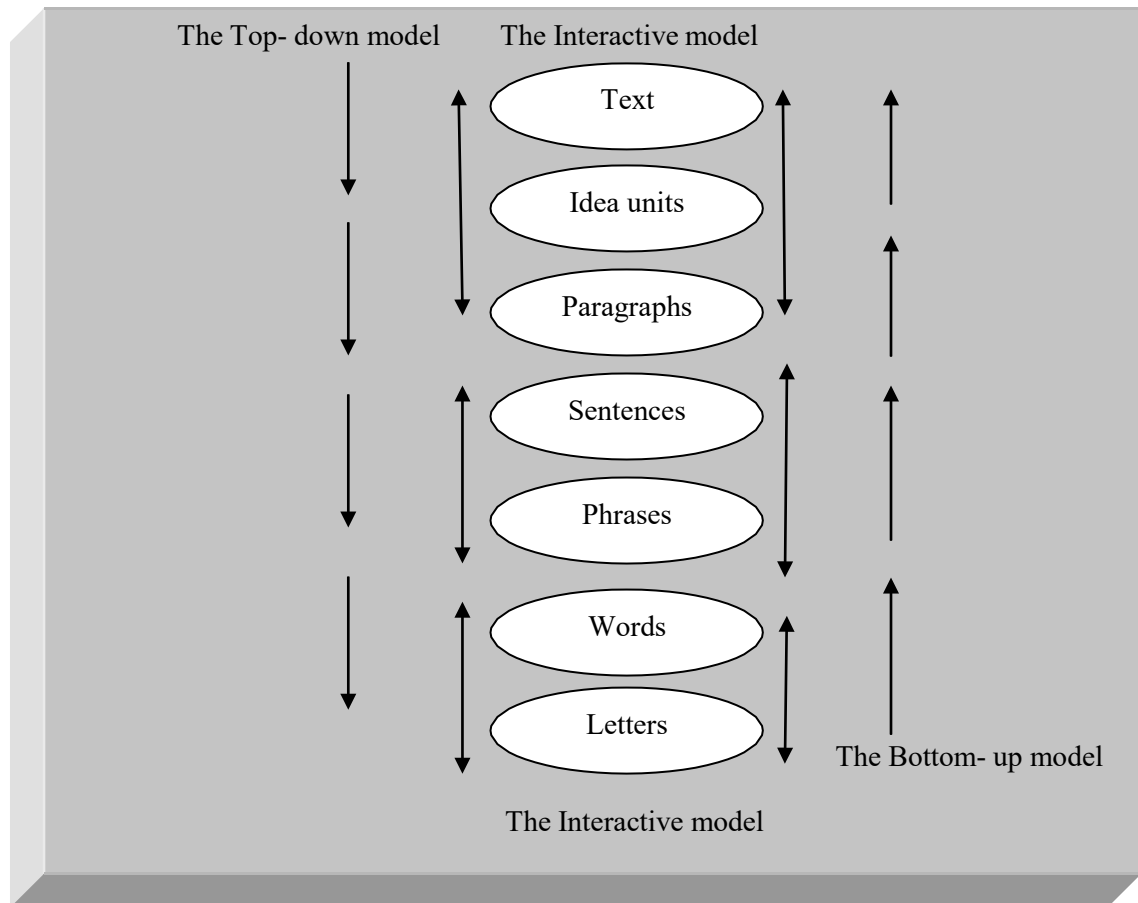 The Top- down model
The Interactive model
Text
Idea units
Paragraphs
Sentences
Phrases
Words
Letters
The Bottom- up model
The Interactive model